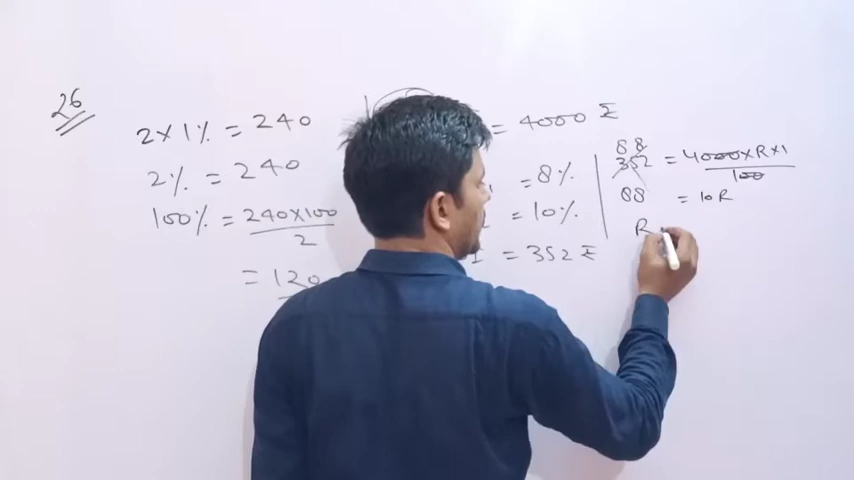 26
2×1% = 240
2% = 240
100% = 240×100
2
= 120
= 4000 ₹
= 8%
= 10%
I = 352 ₹
88
352 = 4000×R×1
100
88 = 10R
R